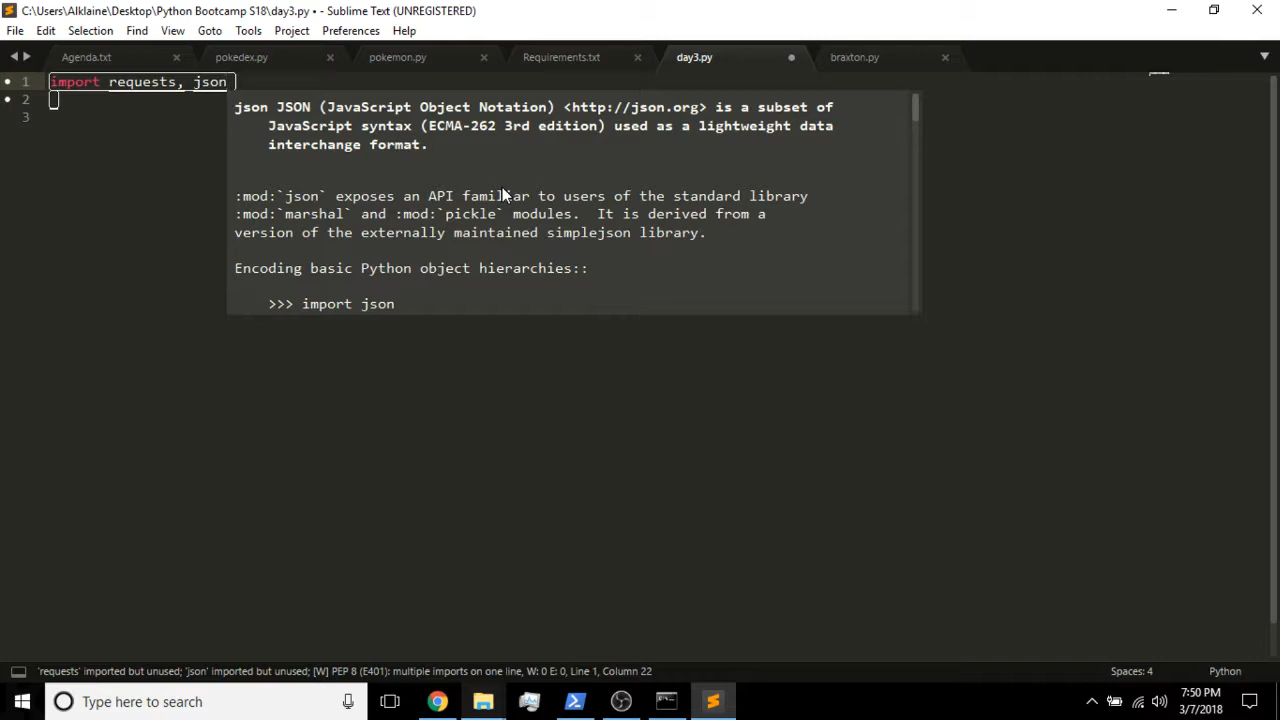 C:\Users\Alklaine\Desktop\Python Bootcamp S18\day3.py • - Sublime Text (UNREGISTERED)
File Edit Selection Find View Goto Tools Project Preferences Help
Agenda.txt pokedex.py pokemon.py Requirements.txt day3.py braxton.py
1 import requests, json
2
3
json JSON (JavaScript Object Notation) <http://json.org> is a subset of
JavaScript syntax (ECMA-262 3rd edition) used as a lightweight data
interchange format.
:mod:`json` exposes an API familiar to users of the standard library
:mod:`marshal` and :mod:`pickle` modules. It is derived from a
version of the externally maintained simplejson library.
Encoding basic Python object hierarchies::
>>> import json
'requests' imported but unused; 'json' imported but unused; [W] PEP 8 (E401): multiple imports on one line, W: 0 E: 0, Line 1, Column 22 Spaces: 4 Python
Type here to search 7:50 PM
3/7/2018